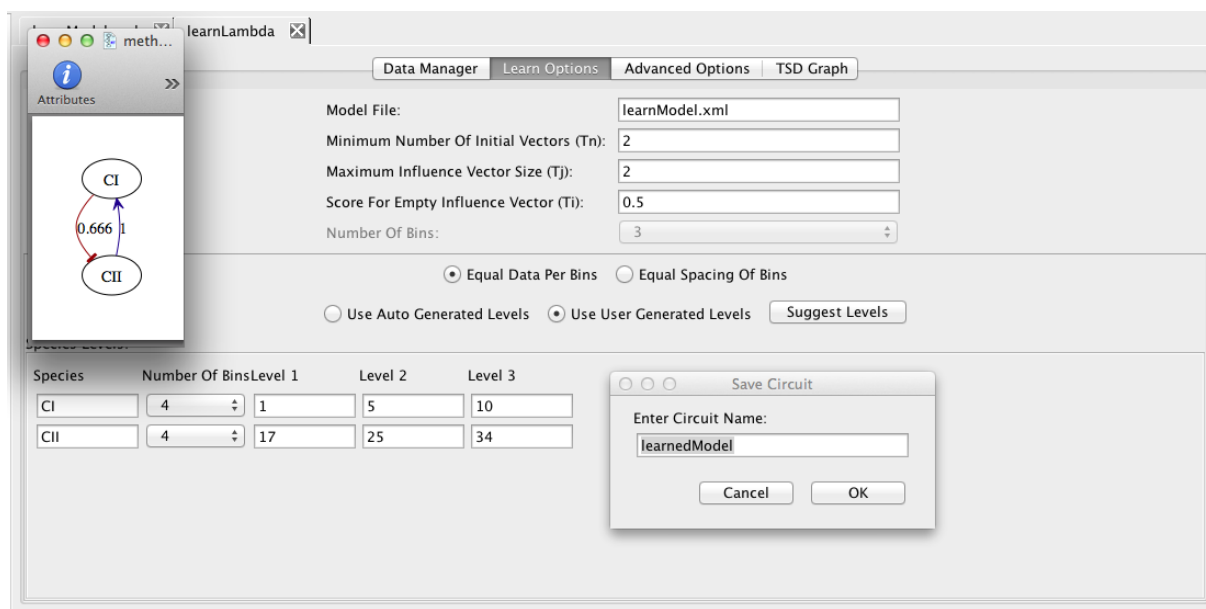 learnLambda
meth...
Data Manager
Learn Options
Advanced Options
TSD Graph
Attributes
Model File:
learnModel.xml
Minimum Number Of Initial Vectors (Tn):
2
Maximum Influence Vector Size (Tj):
2
Score For Empty Influence Vector (Ti):
0.5
Number Of Bins:
3
CI
0.666
1
CII
Equal Data Per Bins
Equal Spacing Of Bins
Use Auto Generated Levels
Use User Generated Levels
Suggest Levels
Species Levels:
Species Number Of Bins Level 1 Level 2 Level 3
CI 4 1 5 10
CII 4 17 25 34
Save Circuit
Enter Circuit Name:
learnedModel
Cancel
OK